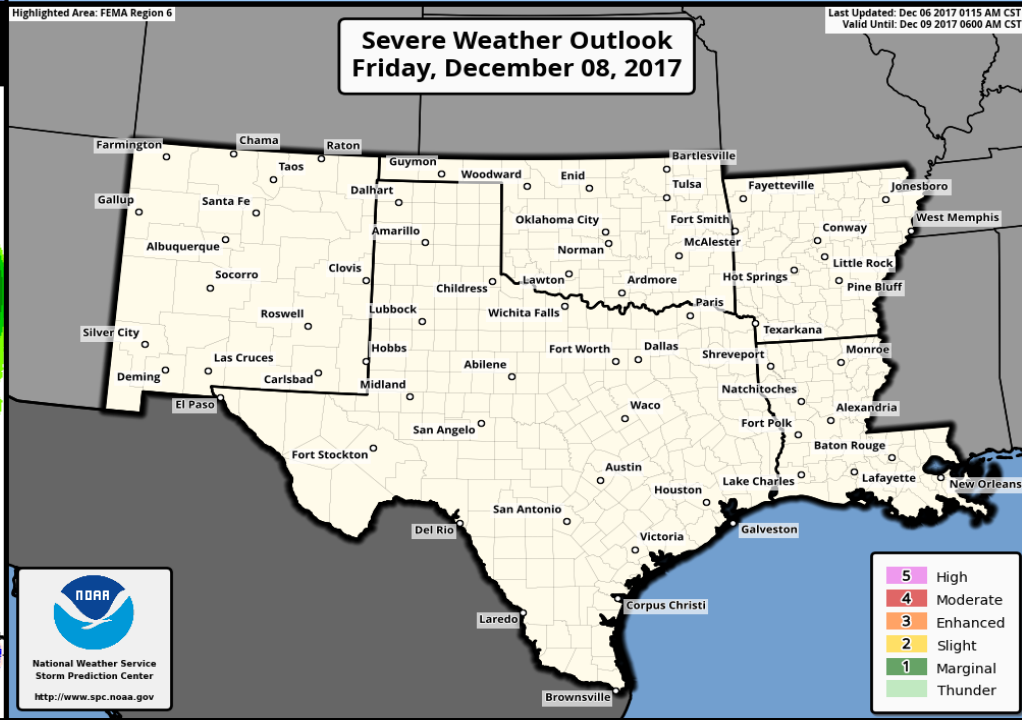 Highlighted Area: FEMA Region 6
Last Updated: Dec 06 2017 0115 AM CST
Valid Until: Dec 09 2017 0600 AM CST
Severe Weather Outlook
Friday, December 08, 2017
Farmington
Chama
Raton
Taos
Guymon
Woodward
Enid
Bartlesville
Tulsa
Fayetteville
Jonesboro
Gallup
Santa Fe
Dalhart
Oklahoma City
Fort Smith
West Memphis
Albuquerque
Amarillo
Norman
McAlester
Conway
Socorro
Clovis
Childress
Lawton
Ardmore
Hot Springs
Little Rock
Pine Bluff
Silver City
Roswell
Lubbock
Wichita Falls
Paris
Texarkana
Deming
Las Cruces
Carlsbad
Hobbs
Midland
Abilene
Fort Worth
Dallas
Shreveport
Monroe
El Paso
Natchitoches
San Angelo
Waco
Fort Polk
Alexandria
Fort Stockton
Baton Rouge
Austin
Houston
Lake Charles
Lafayette
New Orleans
Del Rio
San Antonio
Victoria
Galveston
Laredo
Corpus Christi
Brownsville
NOAA
National Weather Service
Storm Prediction Center
http://www.spc.noaa.gov
5 High
4 Moderate
3 Enhanced
2 Slight
1 Marginal
Thunder